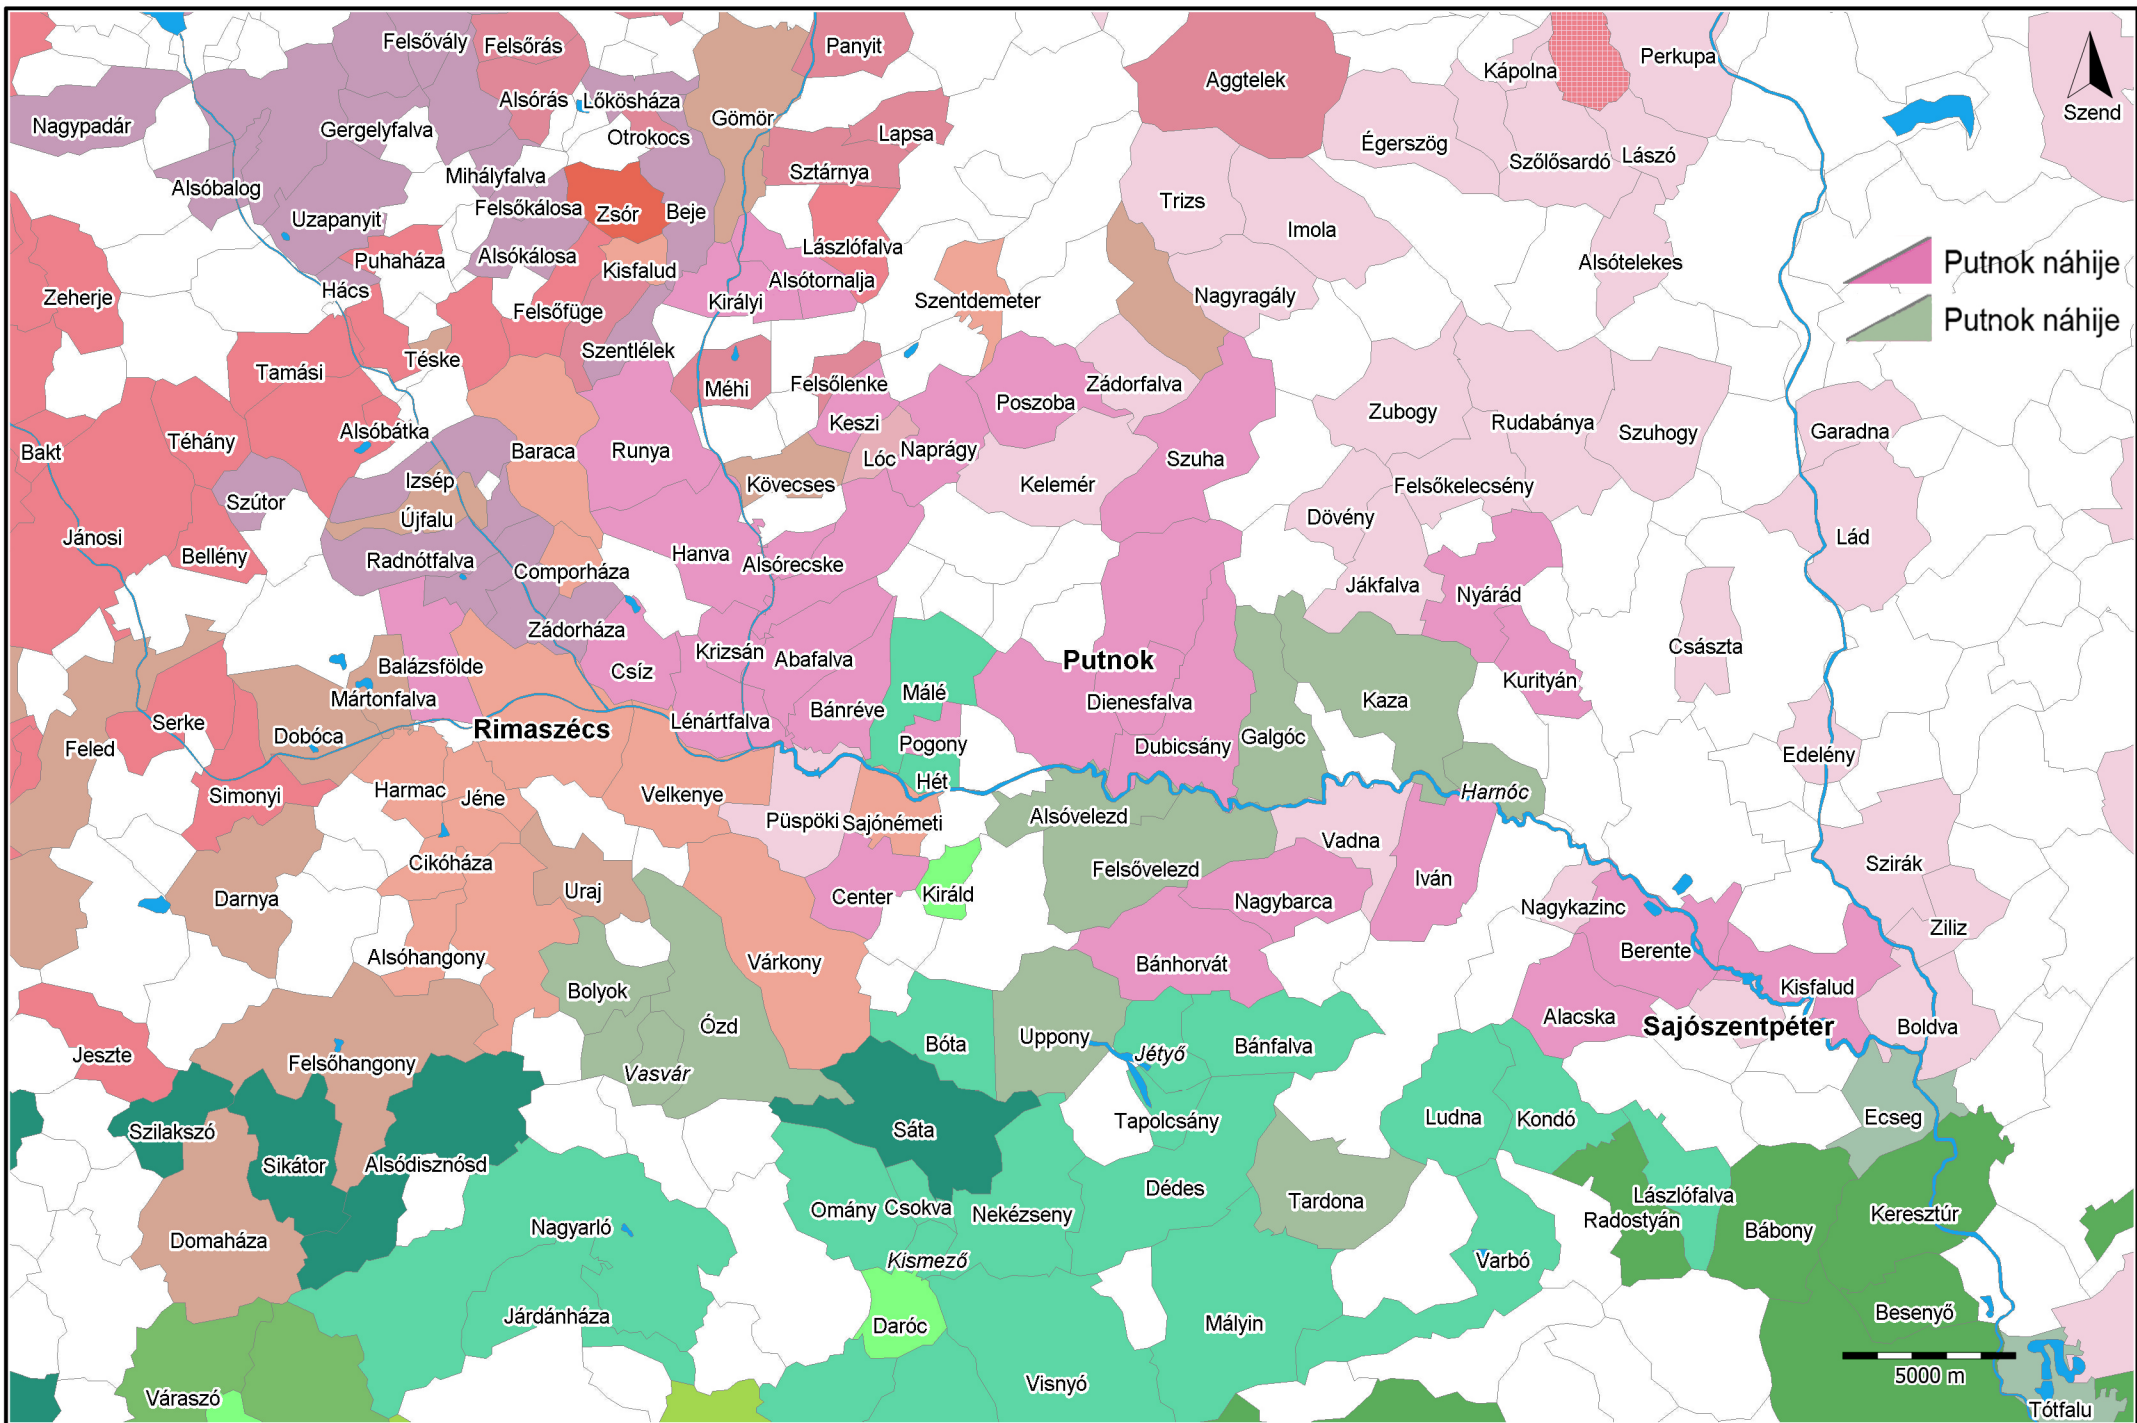 Felsővály
Felsőrás
Panyit
Perkupa
Kápolna
Aggtelek
Alsórás
Lőkösháza
Szend
Nagypadár
Gergelyfalva
Otrokocs
Gömör
Lapsa
Égerszög
Szőlősardó
Lászó
Alsóbalog
Mihályfalva
Sztárnya
Trizs
Uzapanyit
Felsőkálosa
Zsór
Beje
Imola
Puhaháza
Alsókálosa
Kisfalud
Lászlófalva
Alsótelekes
Putnok náhije
Zeherje
Hács
Felsőfüge
Királyi
Alsótornalja
Szentdemeter
Nagyragály
Putnok náhije
Tamási
Téske
Szentlélek
Méhi
Felsőlenke
Poszoba
Zádorfalva
Bakt
Téhány
Alsóbátka
Baraca
Runya
Keszi
Lóc
Naprágy
Szuha
Zubogy
Rudabánya
Szuhogy
Garadna
Szútor
Izsép
Kövecses
Kelemér
Felsőkelecsény
Jánosi
Bellény
Újfalu
Radnótfalva
Comporháza
Hanva
Alsórecske
Dövény
Jákfalva
Nyárád
Lád
Zádorháza
Krizsán
Abafalva
Putnok
Császta
Balázsfölde
Mártonfalva
Csíz
Málé
Dienesfalva
Kaza
Kurityán
Feled
Serke
Dobóca
Rimaszécs
Lénártfalva
Bánréve
Pogony
Dubicsány
Galgóc
Edelény
Simonyi
Harmac
Jéne
Velkenye
Hét
Harnóc
Püspöki
Sajónémeti
Alsóvelezd
Vadna
Cikóháza
Felsővelezd
Iván
Szirák
Darnya
Uraj
Center
Királd
Nagybarca
Nagykazinc
Ziliz
Alsóhangony
Várkony
Bánhorvát
Berente
Bolyok
Kisfalud
Jeszte
Felsőhangony
Ózd
Bóta
Uppony
Jétyő
Bánfalva
Alacska
Sajószentpéter
Boldva
Vasvár
Szilakszó
Sáta
Tapolcsány
Ludna
Kondó
Ecseg
Sikátor
Alsódisznósd
Domaháza
Nagyarló
Omány
Csokva
Nekézseny
Dédes
Tardona
Radostyán
Lászlófalva
Bábony
Keresztúr
Kismező
Varbó
Járdánháza
Daróc
Mályin
Besenyő
Váraszó
Visnyó
5000 m
Tótfalu